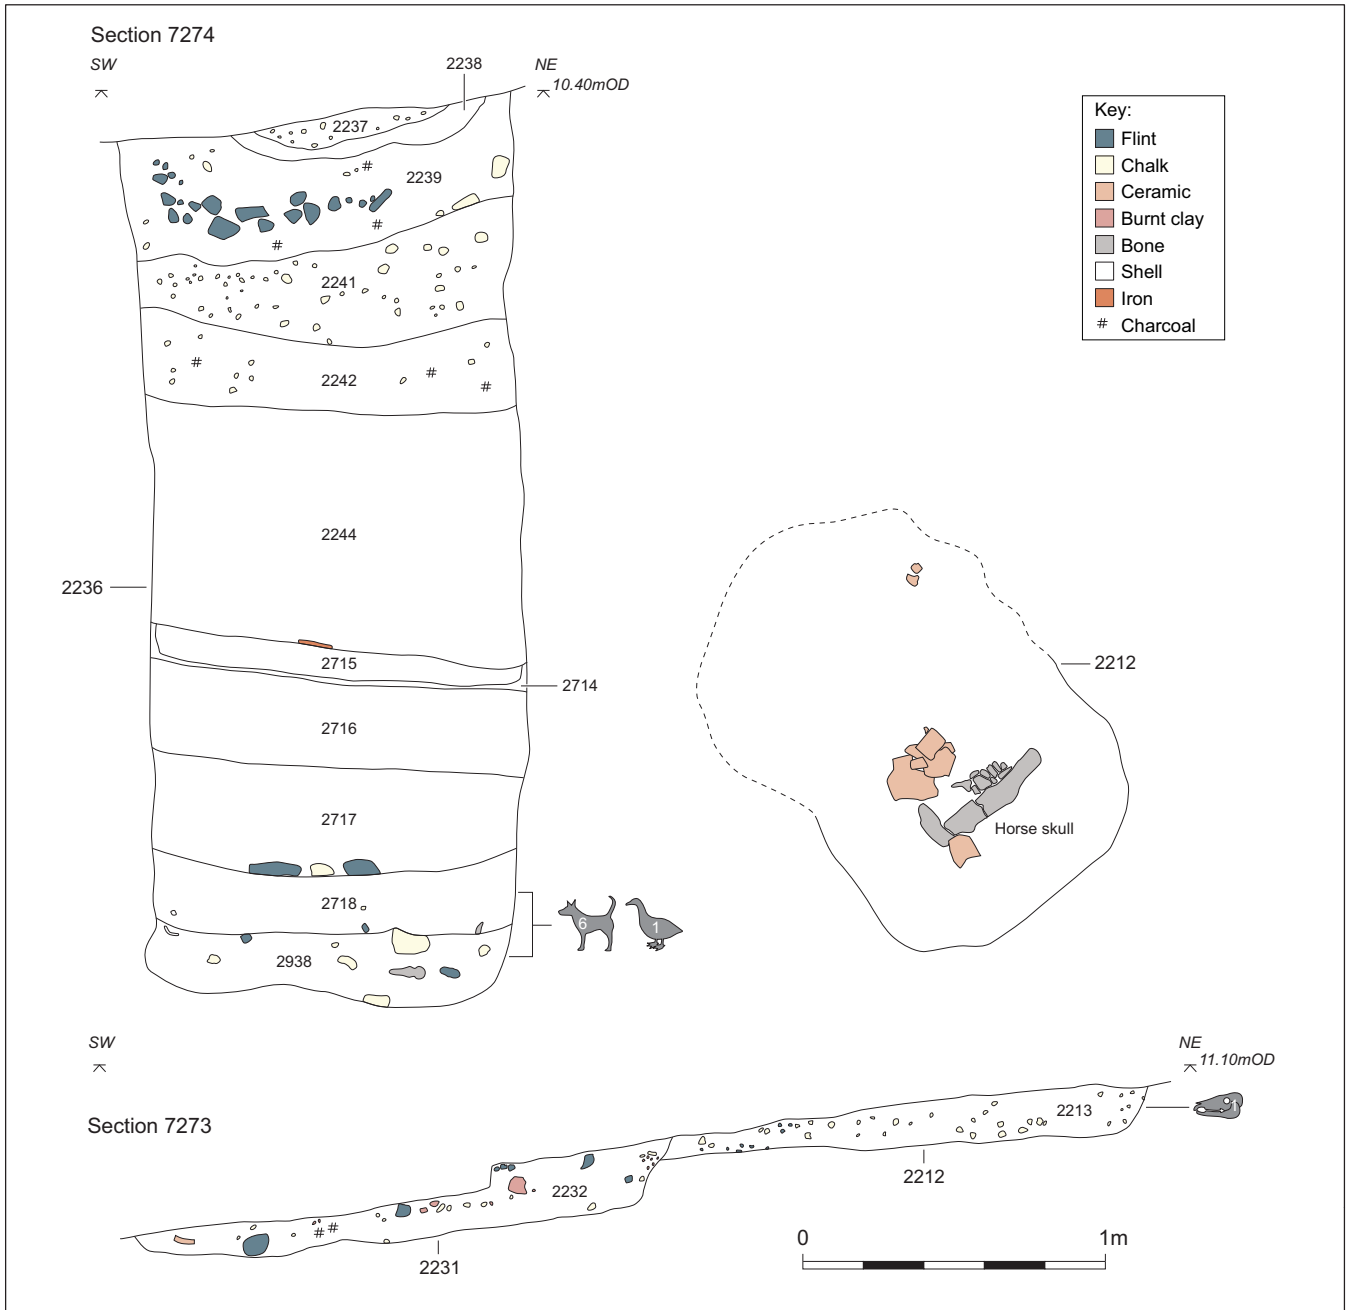 Section 7274
SW
2238
NE
10.40mOD
2237
2239
2241
2242
2244
2236
2715
2714
2716
2717
2718
2938
6
1
Key:
Flint
Chalk
Ceramic
Burnt clay
Bone
Shell
Iron
# Charcoal
2212
Horse skull
SW
NE
11.10mOD
Section 7273
2213
1
2212
2232
2231
0
1m